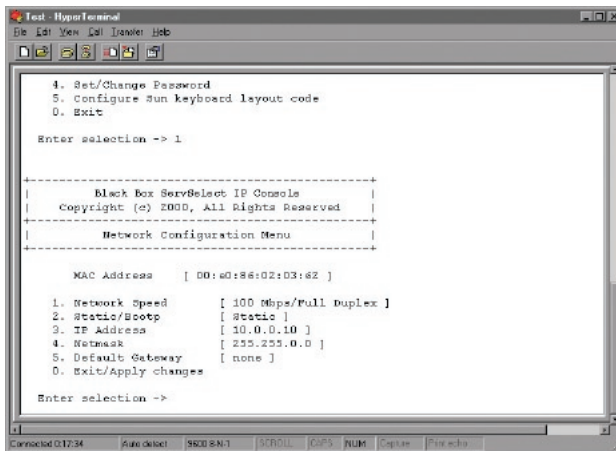 Test - HyperTerminal
File Edit View Call Transfer Help
4. Set/Change Password
5. Configure Sun keyboard layout code
0. Exit
Enter selection -> 1
Black Box ServSelect IP Console
Copyright (c) 2000, All Rights Reserved
Network Configuration Menu
MAC Address [ 00:e0:86:02:03:62 ]
1. Network Speed [ 100 Mbps/Full Duplex ]
2. Static/Bootp [ Static ]
3. IP Address [ 10.0.0.10 ]
4. Netmask [ 255.255.0.0 ]
5. Default Gateway [ none ]
0. Exit/Apply changes
Enter selection ->
Connected 0:17:34 Auto detect 9600 8-N-1 SCROLL CAPS NUM Capture Print echo